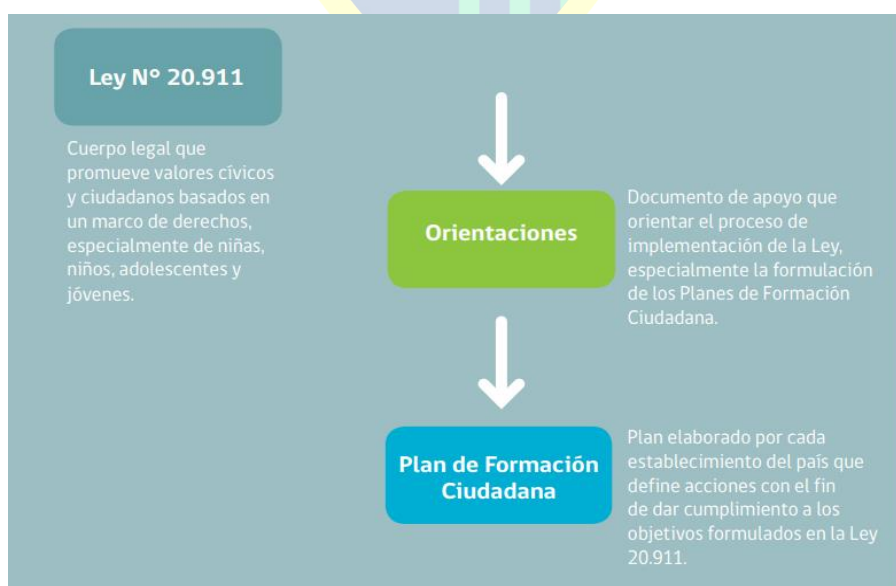 Ley N° 20.911
Cuerpo legal que
promueve valores cívicos
y ciudadanos basados en
un marco de derechos,
especialmente de niñas,
niños, adolescentes y
jóvenes.
Orientaciones
Documento de apoyo que
orientar el proceso de
implementación de la Ley,
especialmente la formulación
de los Planes de Formación
Ciudadana.
Plan de Formación
Ciudadana
Plan elaborado por cada
establecimiento del país que
define acciones con el fin
de dar cumplimiento a los
objetivos formulados en la Ley
20.911.